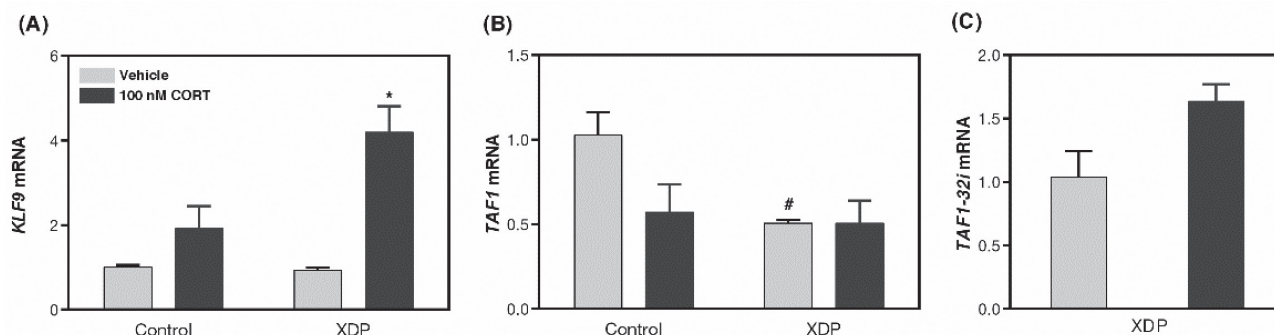 (A)
KLF9 mRNA
6
4
2
0
Vehicle
100 nM CORT
*
Control
XDP
(B)
TAF1 mRNA
1.5
1.0
0.5
0.0
#
Control
XDP
(C)
TAF1-32i mRNA
2.0
1.5
1.0
0.5
0.0
XDP